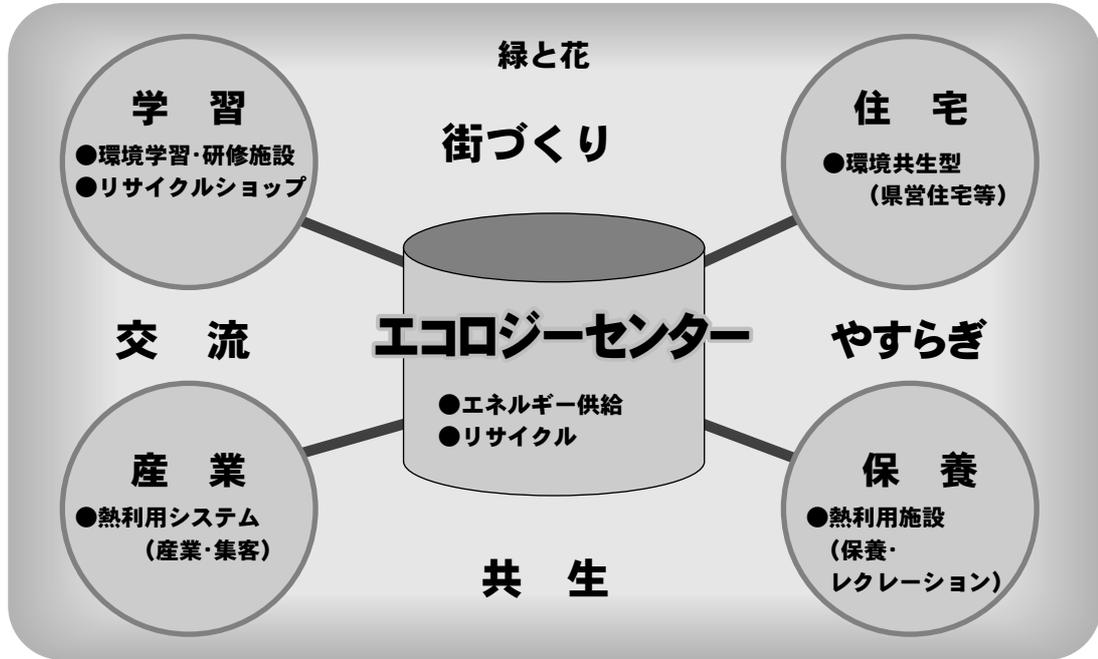 緑と花
街づくり
学 習
●環境学習･研修施設
●リサイクルショップ
住 宅
●環境共生型
（県営住宅等）
エコロジーセンター
●エネルギー供給
●リサイクル
交 流
やすらぎ
産 業
●熱利用システム
（産業･集客）
保 養
●熱利用施設
（保養･
レクレーション）
共 生